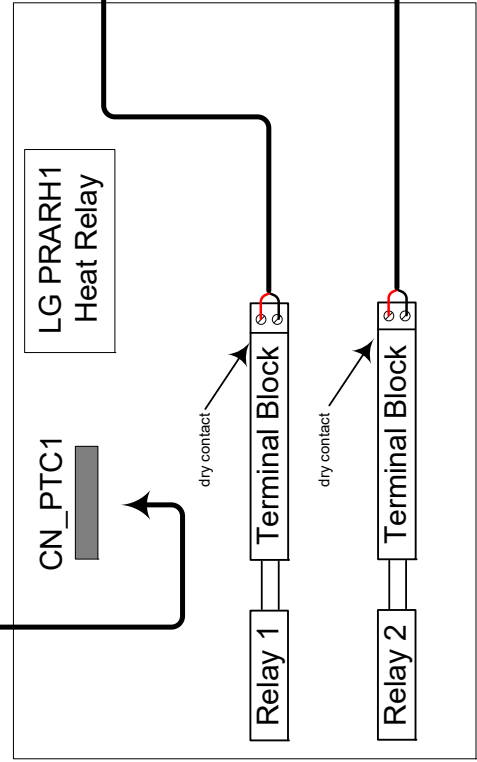 LG PRARH1
Heat Relay
CN_PTC1
dry contact
Terminal Block
Relay 1
dry contact
Terminal Block
Relay 2